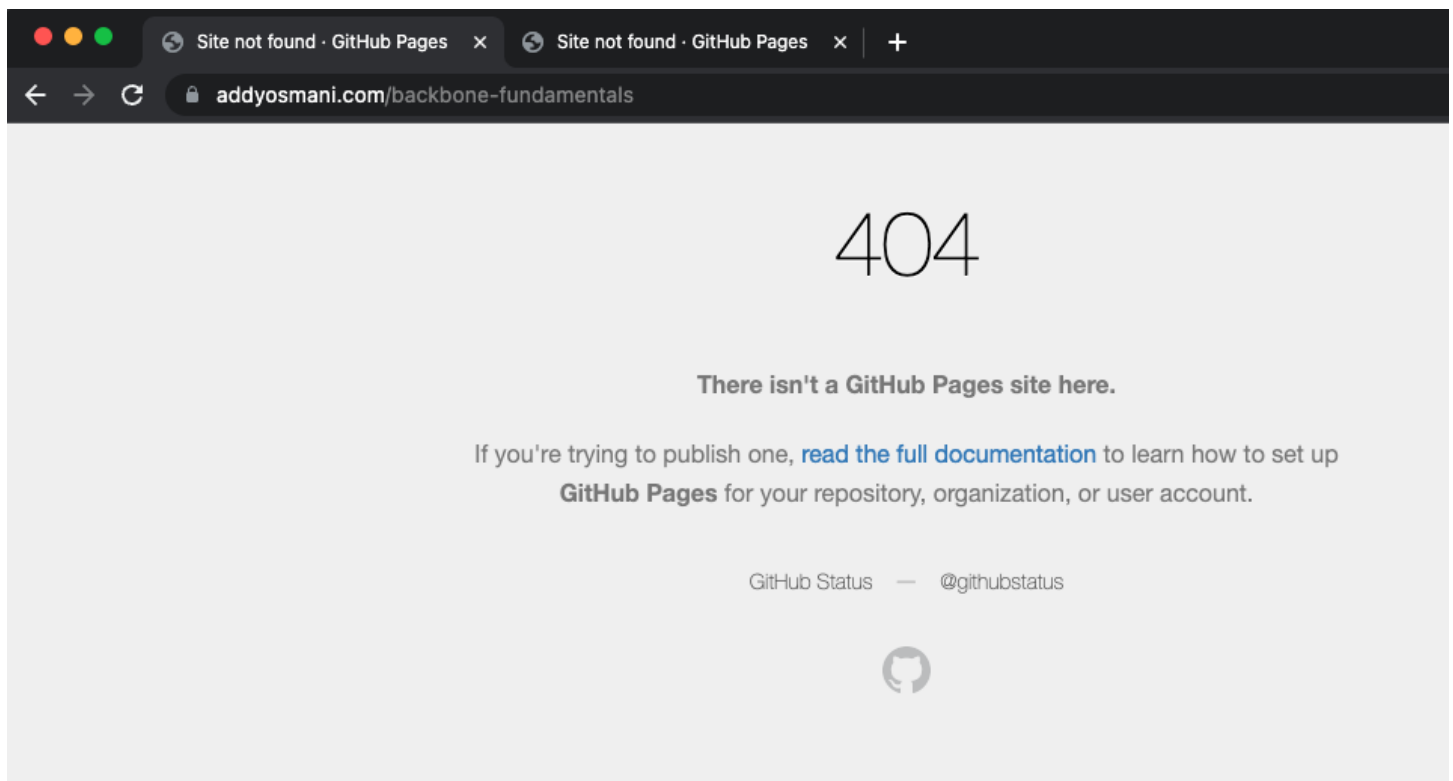 Site not found · GitHub Pages
Site not found · GitHub Pages
addyosmani.com/backbone-fundamentals
404
There isn't a GitHub Pages site here.
If you're trying to publish one, read the full documentation to learn how to set up
GitHub Pages for your repository, organization, or user account.
GitHub Status — @githubstatus